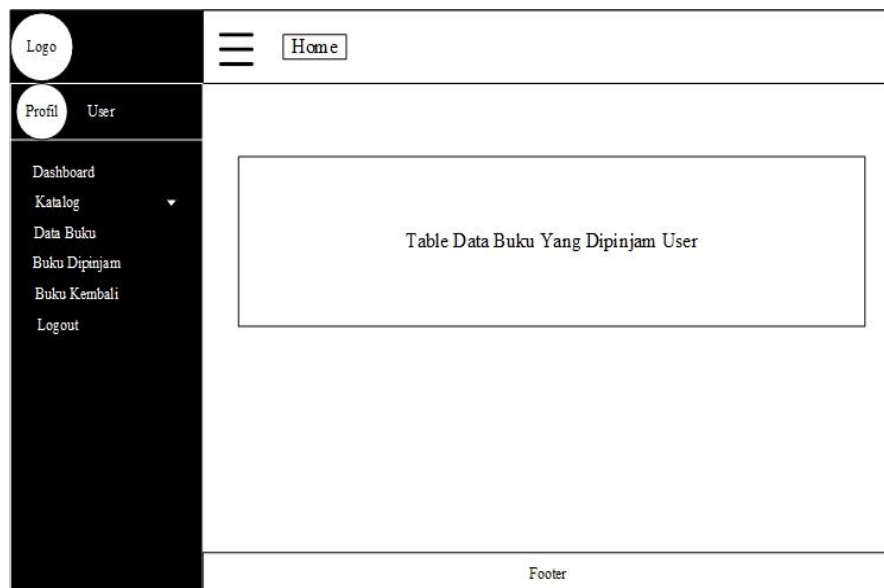 Logo
Home
Profil User
Dashboard
Katalog
Data Buku
Buku Dipinjam
Buku Kembali
Logout
Table Data Buku Yang Dipinjam User
Footer